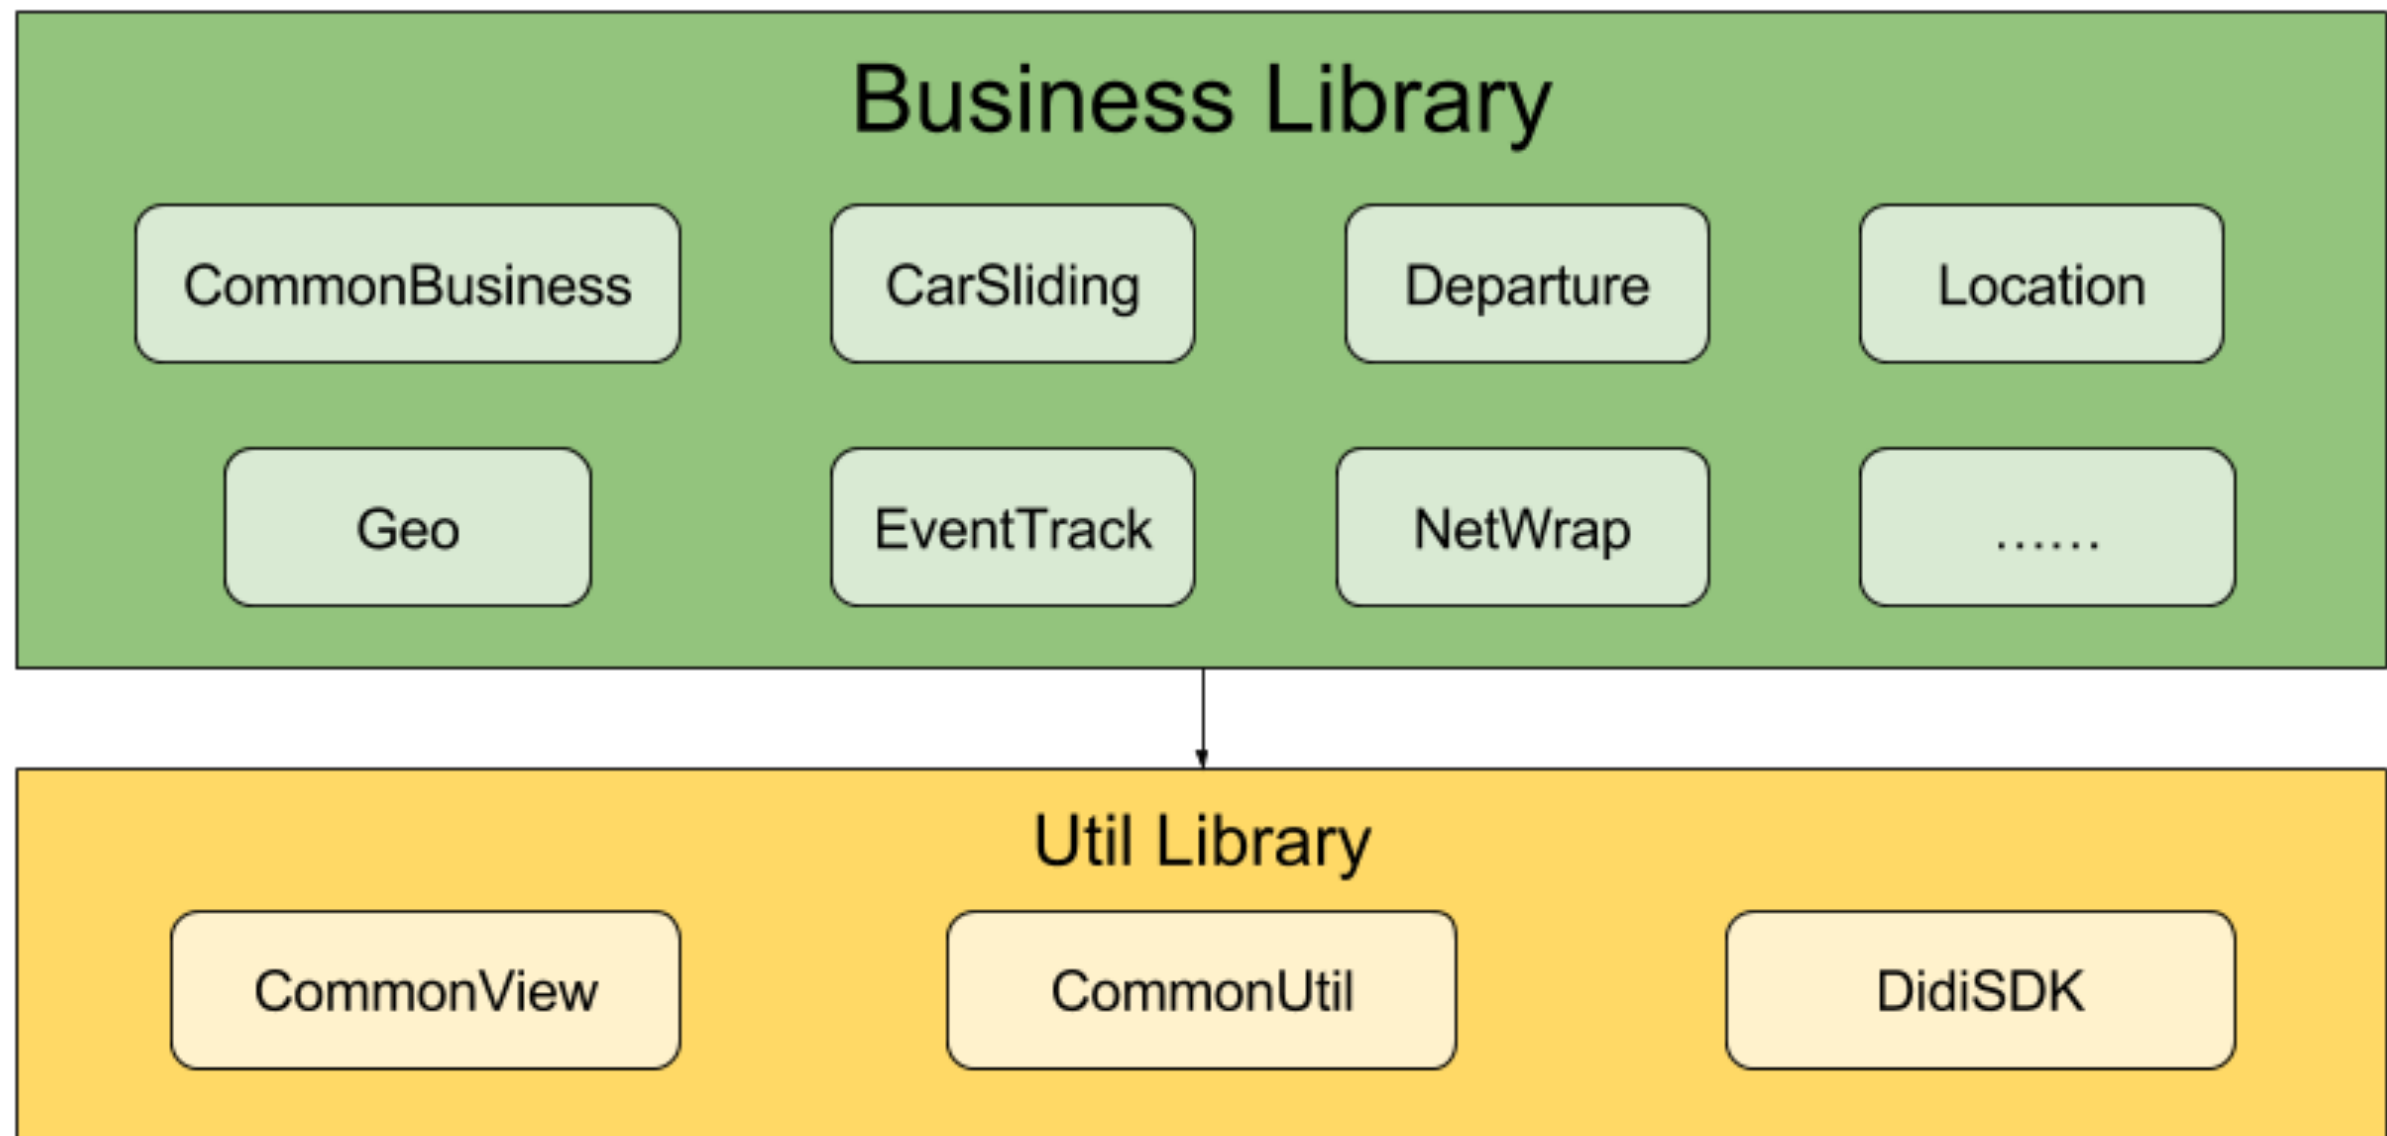 Business Library
CommonBusiness CarSliding Departure Location
Geo EventTrack NetWrap ......
Util Library
CommonView CommonUtil DidiSDK